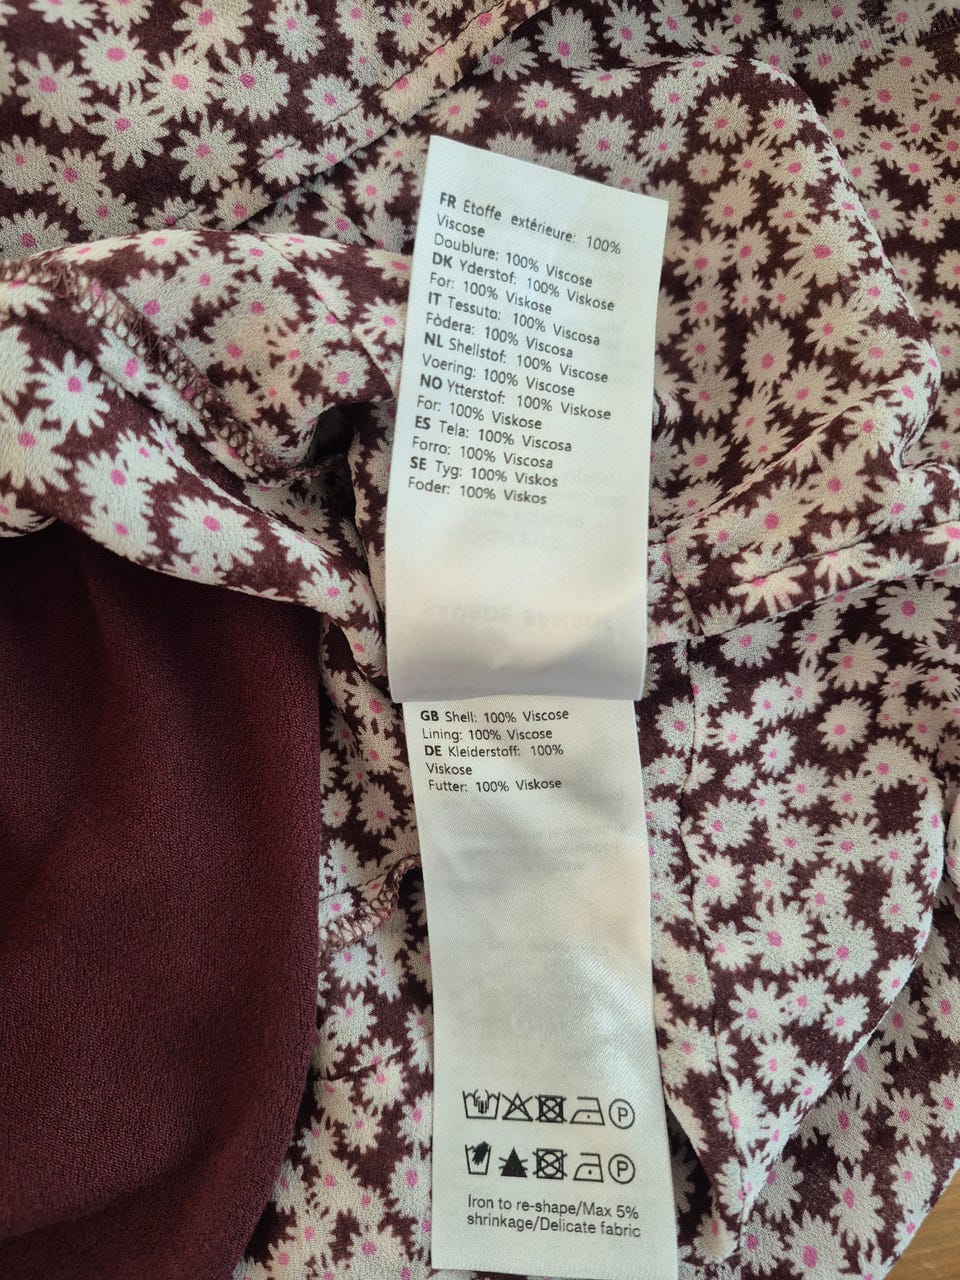 FR Etoffe extérieure: 100%
Viscose
Doublure: 100% Viscose
DK Yderstof: 100% Viskose
For: 100% Viskose
IT Tessuto: 100% Viscosa
Fòdera: 100% Viscosa
NL Shellstof: 100% Viscose
Voering: 100% Viscose
NO Ytterstof: 100% Viskose
For: 100% Viskose
ES Tela: 100% Viscosa
Forro: 100% Viscosa
SE Tyg: 100% Viskos
Foder: 100% Viskos
GB Shell: 100% Viscose
Lining: 100% Viscose
DE Kleiderstoff: 100%
Viskose
Futter: 100% Viskose
P
P
Iron to re-shape/Max 5%
shrinkage/Delicate fabric